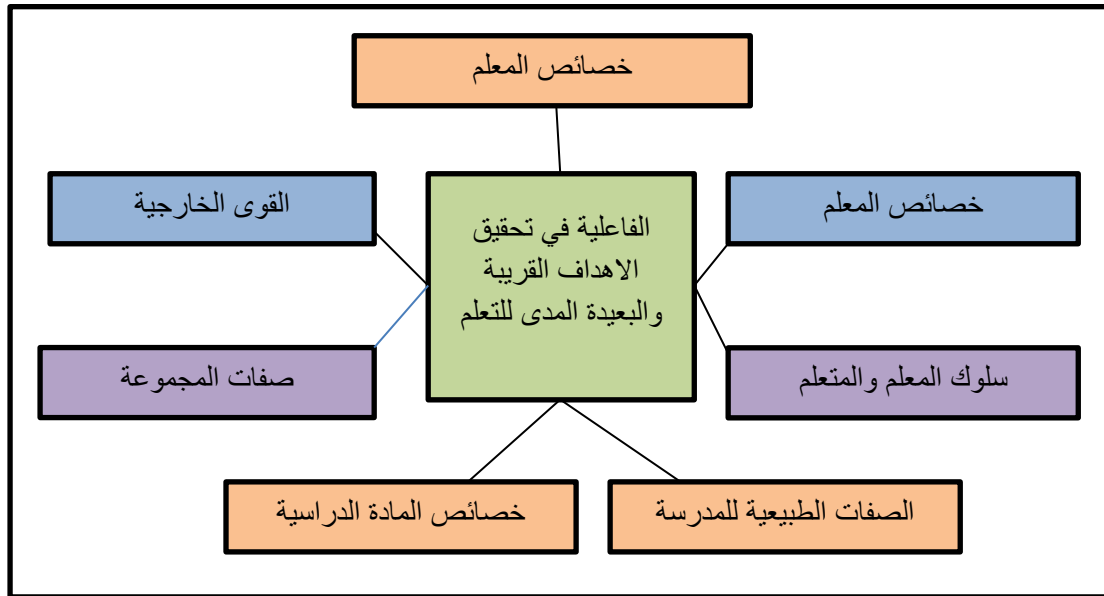 خصائص المعلم
خصائص المعلم
القوى الخارجية
الفاعلية في تحقيق
الاهداف القريبة
والبعيدة المدى للتعلم
سلوك المعلم والمتعلم
صفات المجموعة
الصفات الطبيعية للمدرسة
خصائص المادة الدراسية